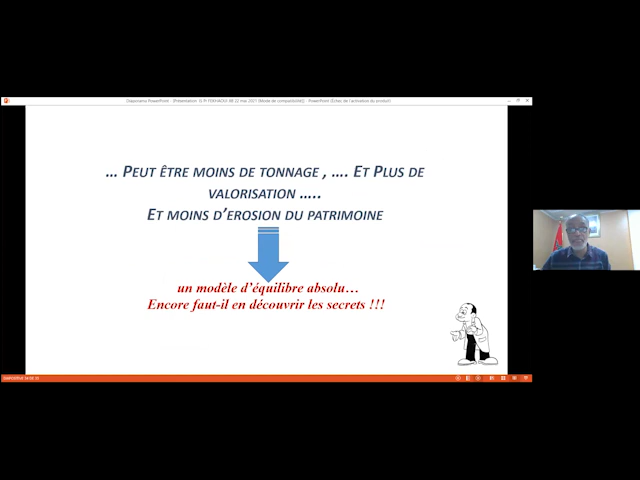 … PEUT ÊTRE MOINS DE TONNAGE , …. ET PLUS DE
VALORISATION …..
ET MOINS D’EROSION DU PATRIMOINE
un modèle d’équilibre absolu…
Encore faut-il en découvrir les secrets !!!